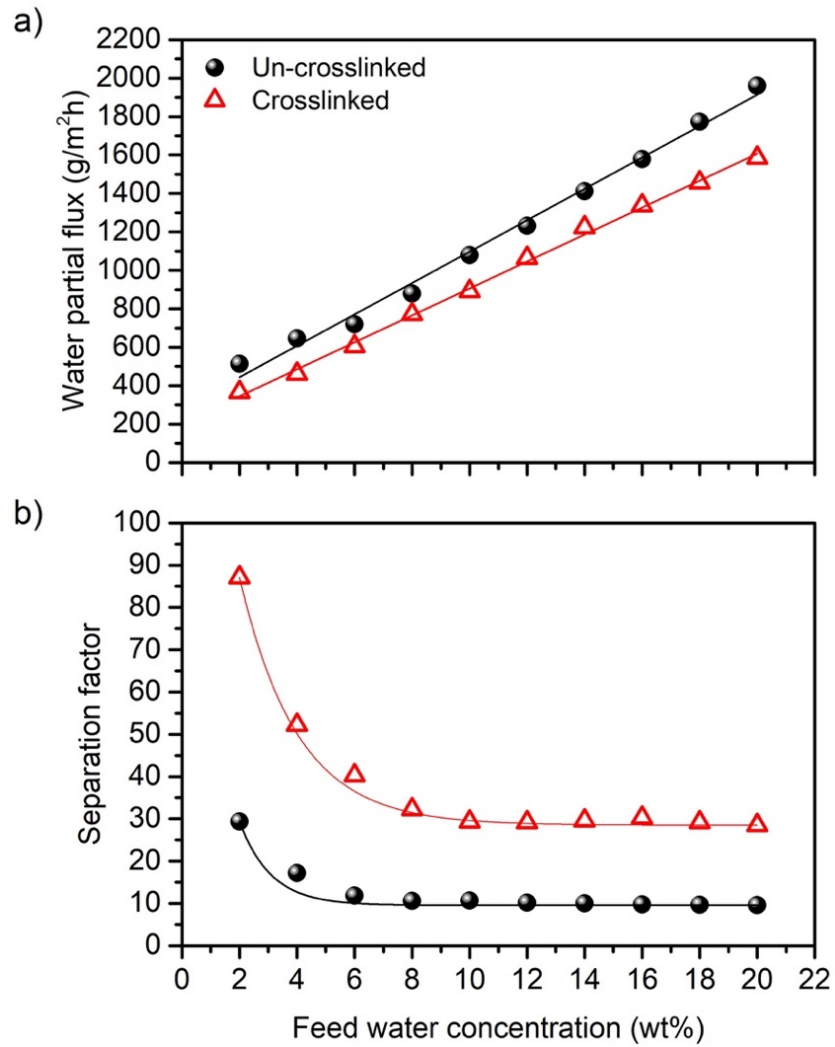 a)
2200
2000
1800
1600
1400
1200
1000
800
600
400
200
0
Water partial flux (g/m²h)
Un-crosslinked
Crosslinked
b)
100
90
80
70
60
50
40
30
20
10
0
Separation factor
0 2 4 6 8 10 12 14 16 18 20 22
Feed water concentration (wt%)